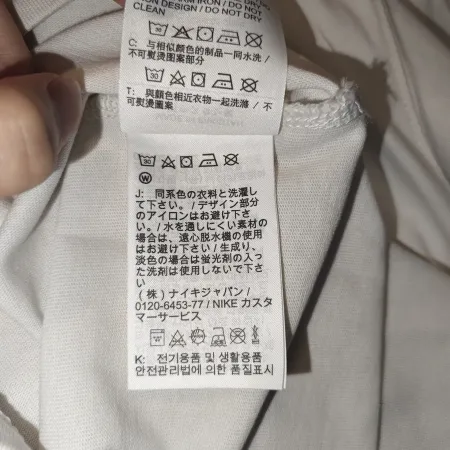 ARM IRON / DO NOT
ON DESIGN / DO NOT DRY
CLEAN
30
C: 与相似颜色的制品一同水洗 /
不可熨烫图案部分
30
T: 與顏色相近衣物一起洗滌 / 不
可熨燙圖案
30
W
J: 同系色の衣料と洗濯し
て下さい。/ デザイン部分
のアイロンはお避け下さ
い。/ 水を通しにくい素材の
場合は、遠心脱水機の使用
はお避け下さい / 生成り、
淡色の場合は蛍光剤の入っ
た洗剤は使用しないで下さ
い
(株) ナイキジャパン /
0120-6453-77 / NIKE カスタ
マーサービス
K: 전기용품 및 생활용품
안전관리법에 의한 품질표시